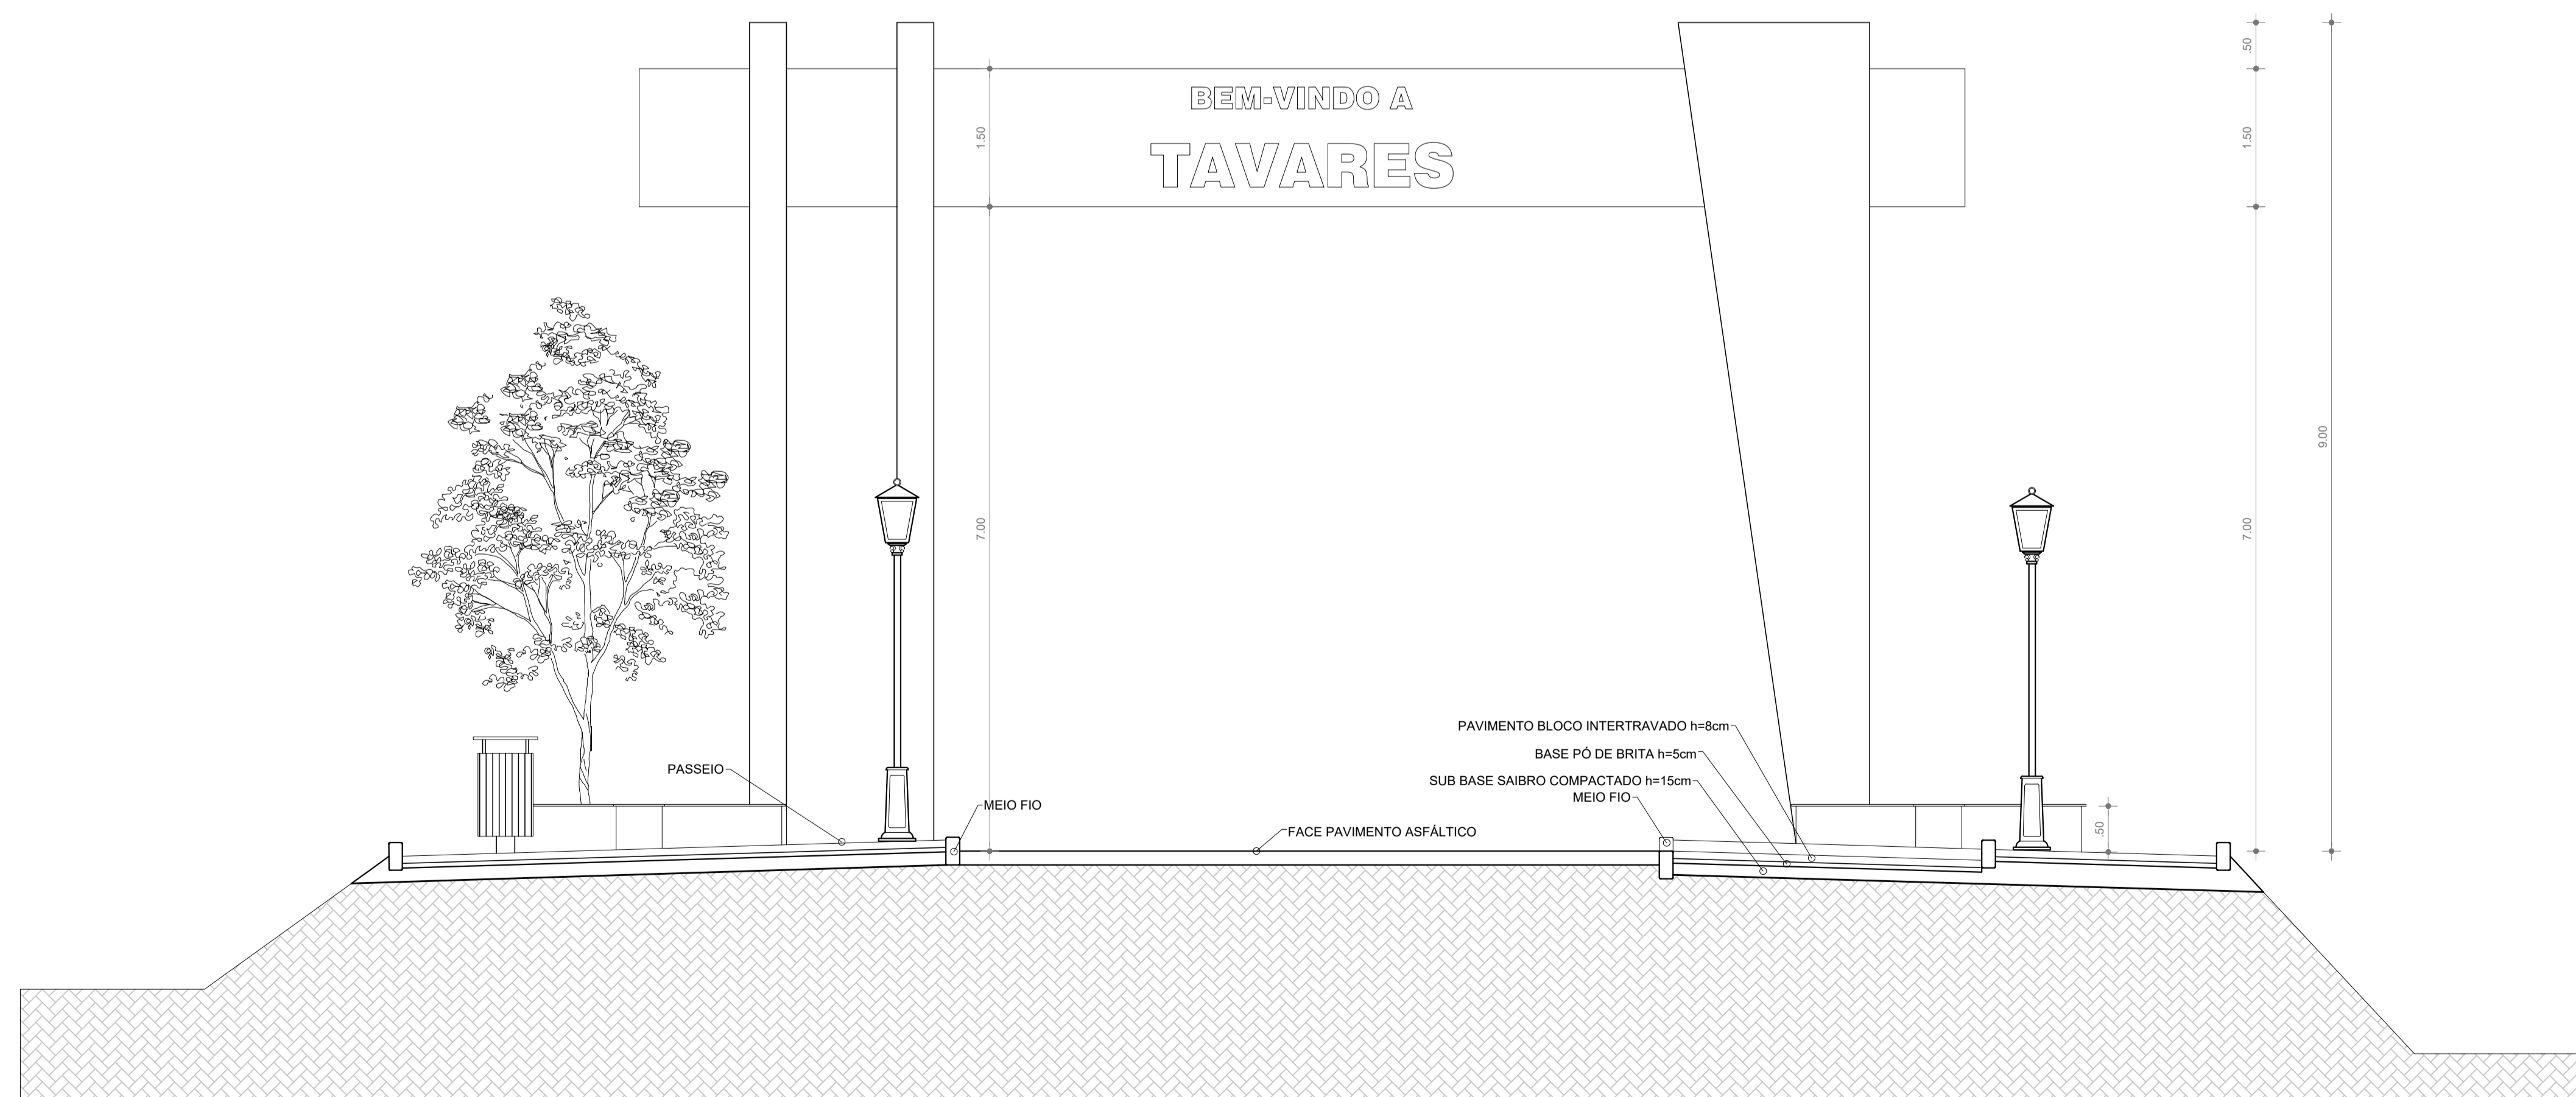 .50
BEM-VINDO A
1.50
1.50
TAVARES
9.00
7.00
7.00
PAVIMENTO BLOCO INTERTRAVADO h=8cm
BASE PÓ DE BRITA h=5cm
PASSEIO
SUB BASE SAIBRO COMPACTADO h=15cm
MEIO FIO
MEIO FIO
FACE PAVIMENTO ASFÁLTICO
.50